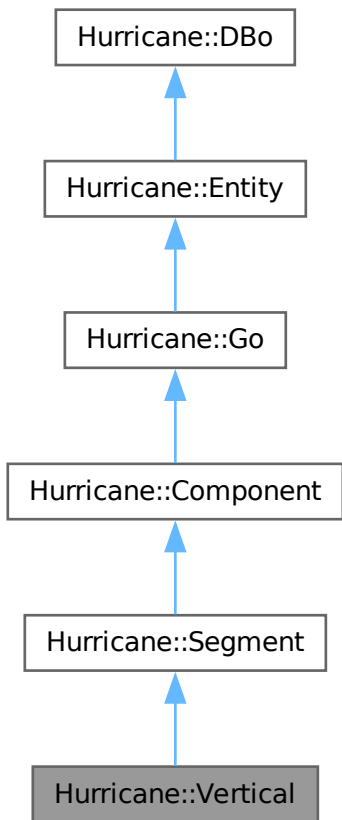 Hurricane::DBo
Hurricane::Entity
Hurricane::Go
Hurricane::Component
Hurricane::Segment
Hurricane::Vertical